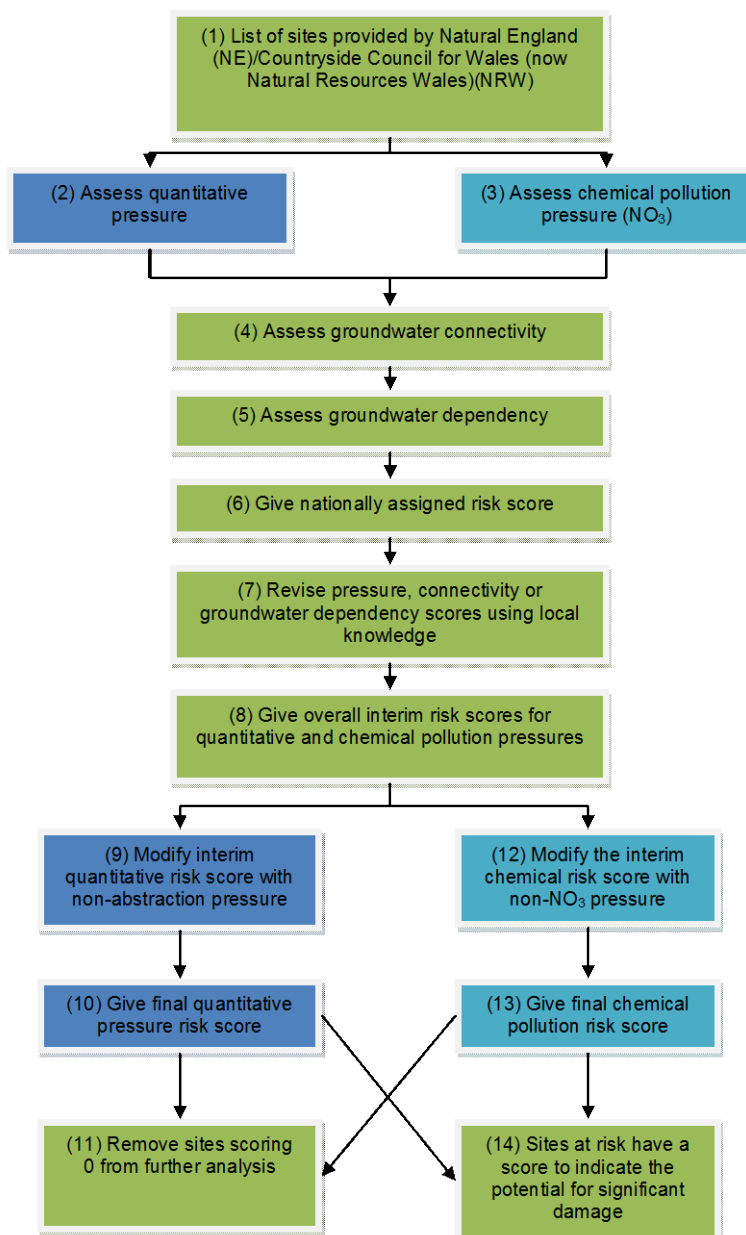 (1) List of sites provided by Natural England
(NE)/Countryside Council for Wales (now
Natural Resources Wales)(NRW)
(2) Assess quantitative
pressure
(3) Assess chemical pollution
pressure (NO₃)
(4) Assess groundwater connectivity
(5) Assess groundwater dependency
(6) Give nationally assigned risk score
(7) Revise pressure, connectivity or
groundwater dependency scores using local
knowledge
(8) Give overall interim risk scores for
quantitative and chemical pollution pressures
(9) Modify interim
quantitative risk score with
non-abstraction pressure
(12) Modify the interim
chemical risk score with
non-NO₃ pressure
(10) Give final quantitative
pressure risk score
(13) Give final chemical
pollution risk score
(11) Remove sites scoring
0 from further analysis
(14) Sites at risk have a
score to indicate the
potential for significant
damage